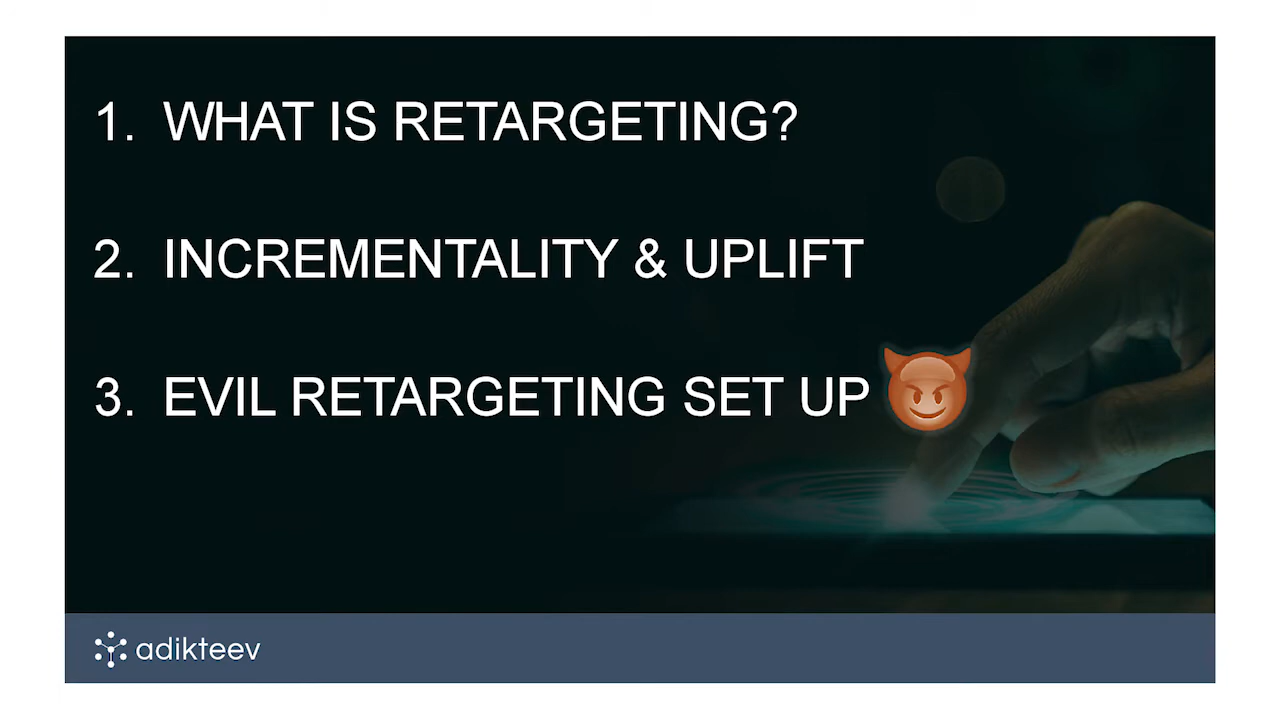 1. WHAT IS RETARGETING?
2. INCREMENTALITY & UPLIFT
3. EVIL RETARGETING SET UP
adikteev